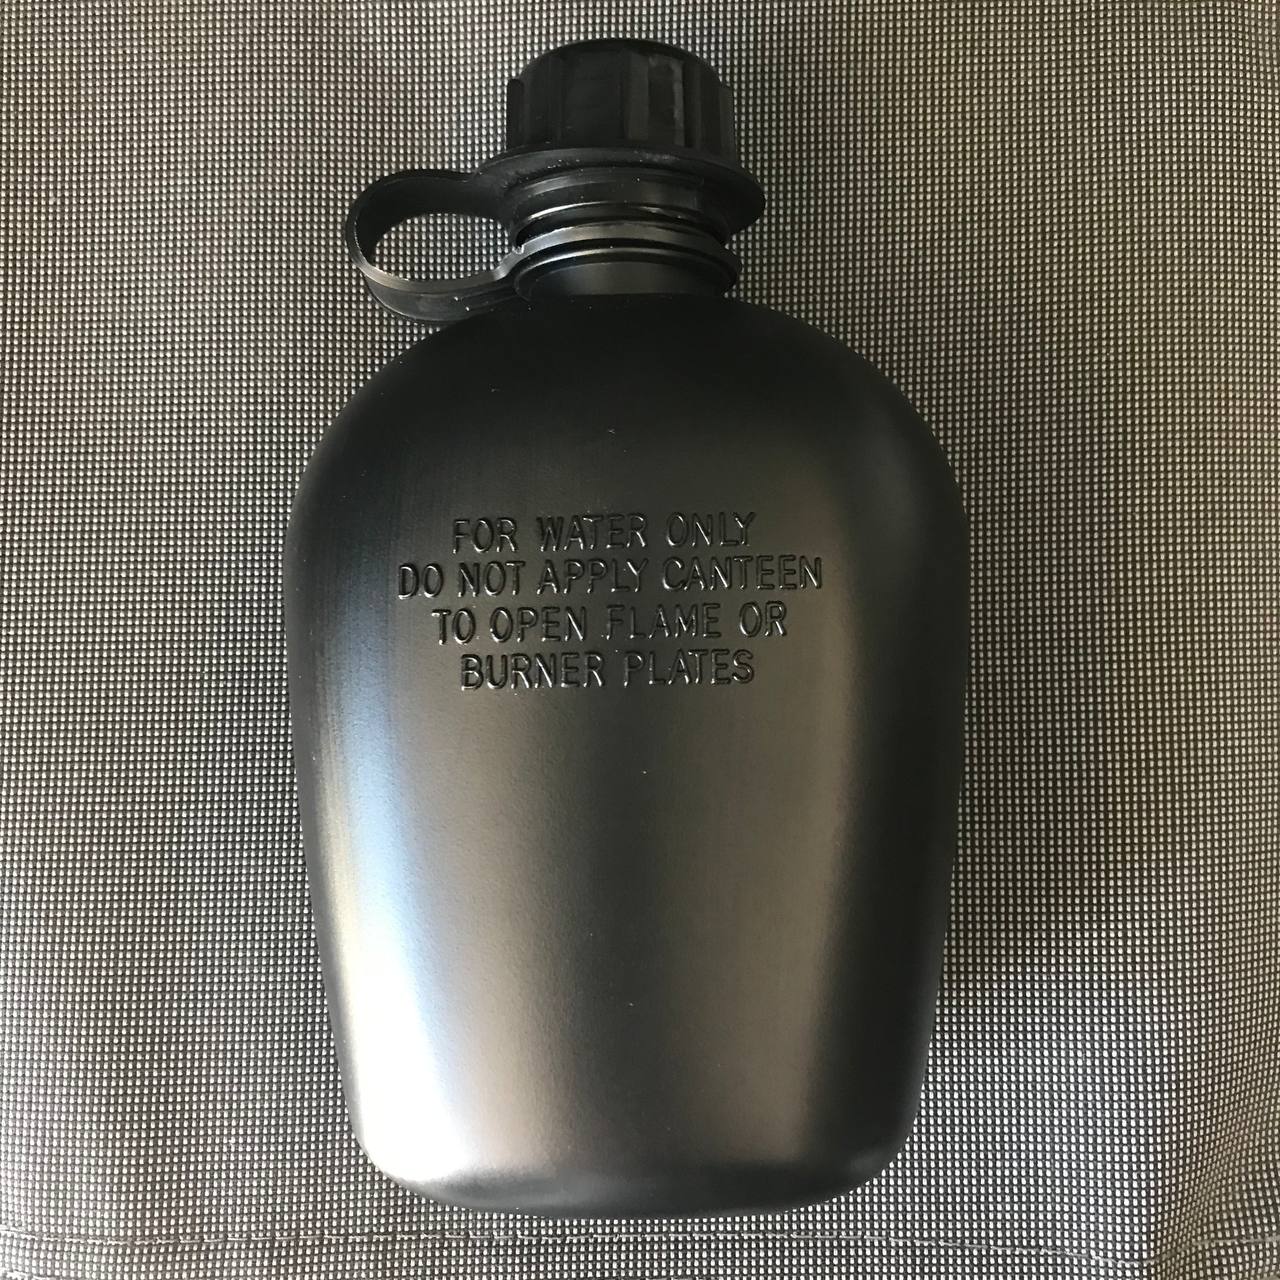 FOR WATER ONLY
DO NOT APPLY CANTEEN
TO OPEN FLAME OR
BURNER PLATES